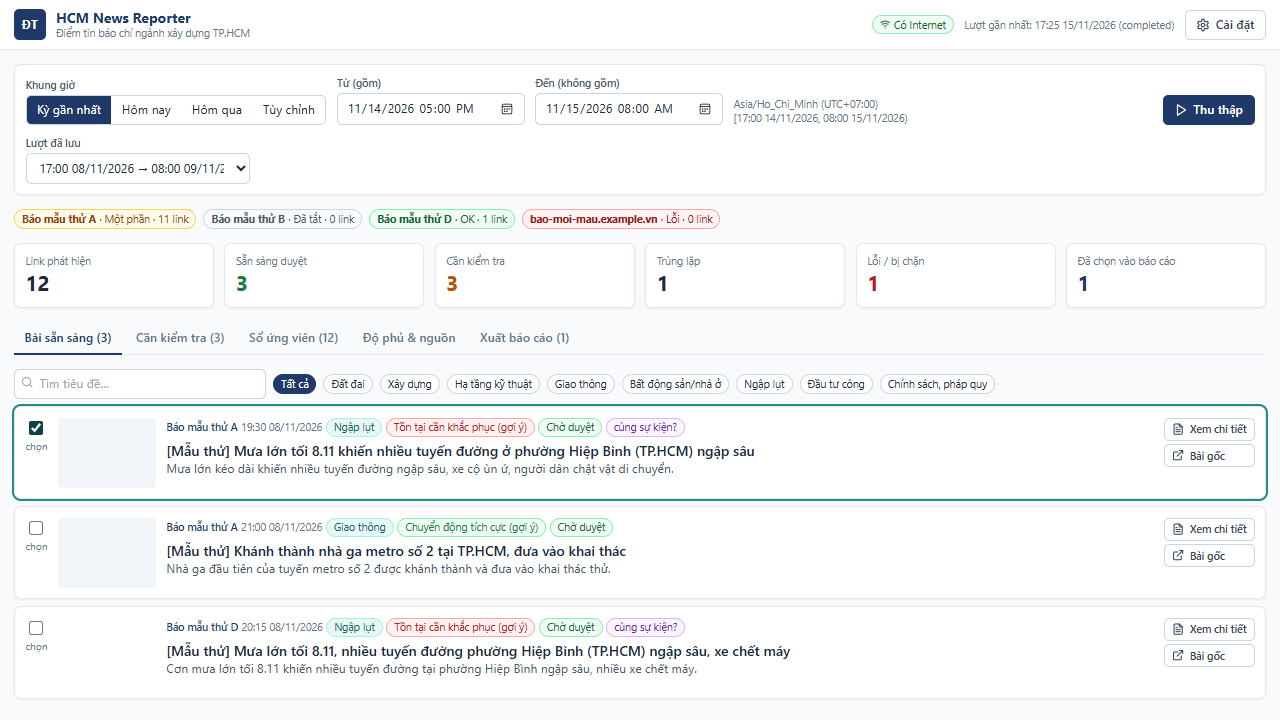 ĐT
HCM News Reporter
Điểm tin báo chí ngành xây dựng TP.HCM
Có Internet
Lượt gần nhất: 17:25 15/11/2026 (completed)
Cài đặt
Khung giờ
Kỳ gần nhất
Hôm nay
Hôm qua
Tùy chỉnh
Từ (gồm)
11/14/2026 05:00 PM
Đến (không gồm)
11/15/2026 08:00 AM
Asia/Ho_Chi_Minh (UTC+07:00)
[17:00 14/11/2026, 08:00 15/11/2026)
Thu thập
Lượt đã lưu
17:00 08/11/2026 → 08:00 09/11/2
Báo mẫu thử A · Một phần · 11 link
Báo mẫu thử B · Đã tắt · 0 link
Báo mẫu thử D · OK · 1 link
bao-moi-mau.example.vn · Lỗi · 0 link
Link phát hiện
12
Sẵn sàng duyệt
3
Cần kiểm tra
3
Trùng lặp
1
Lỗi / bị chặn
1
Đã chọn vào báo cáo
1
Bài sẵn sàng (3)
Cần kiểm tra (3)
Sổ ứng viên (12)
Độ phủ & nguồn
Xuất báo cáo (1)
Tìm tiêu đề...
Tất cả
Đất đai
Xây dựng
Hạ tầng kỹ thuật
Giao thông
Bất động sản/nhà ở
Ngập lụt
Đầu tư công
Chính sách, pháp quy
chọn
Báo mẫu thử A 19:30 08/11/2026 Ngập lụt Tồn tại cần khắc phục (gợi ý) Chờ duyệt cùng sự kiện?
[Mẫu thử] Mưa lớn tối 8.11 khiến nhiều tuyến đường ở phường Hiệp Bình (TP.HCM) ngập sâu
Mưa lớn kéo dài khiến nhiều tuyến đường ngập sâu, xe cộ ùn ứ, người dân chật vật di chuyển.
Xem chi tiết
Bài gốc
chọn
Báo mẫu thử A 21:00 08/11/2026 Giao thông Chuyển động tích cực (gợi ý) Chờ duyệt
[Mẫu thử] Khánh thành nhà ga metro số 2 tại TP.HCM, đưa vào khai thác
Nhà ga đầu tiên của tuyến metro số 2 được khánh thành và đưa vào khai thác thử.
Xem chi tiết
Bài gốc
chọn
Báo mẫu thử D 20:15 08/11/2026 Ngập lụt Tồn tại cần khắc phục (gợi ý) Chờ duyệt cùng sự kiện?
[Mẫu thử] Mưa lớn tối 8.11, nhiều tuyến đường phường Hiệp Bình (TP.HCM) ngập sâu, xe chết máy
Cơn mưa lớn tối 8.11 khiến nhiều tuyến đường tại phường Hiệp Bình ngập sâu, nhiều xe chết máy.
Xem chi tiết
Bài gốc